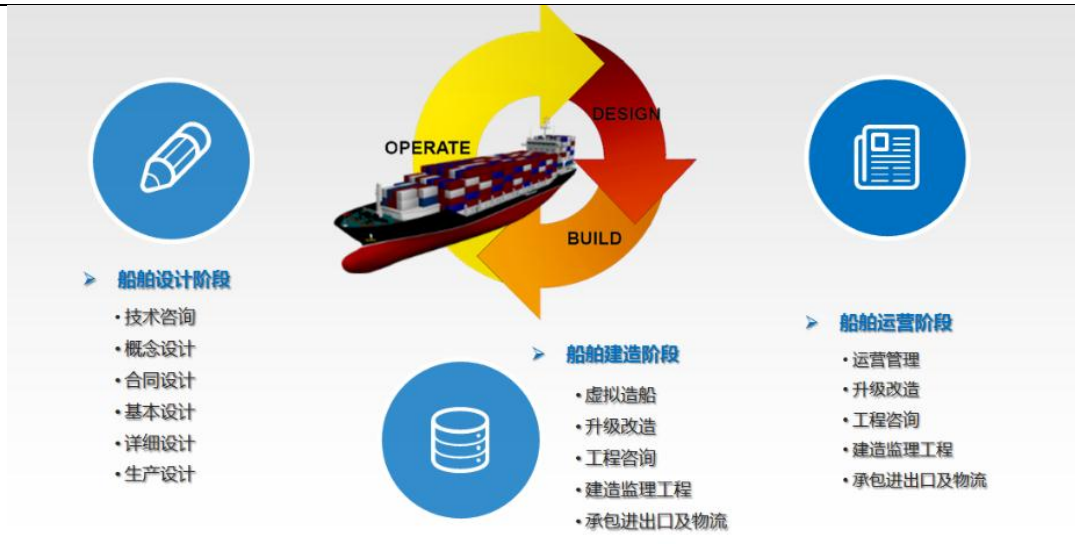 OPERATE
DESIGN
BUILD
➢ 船舶设计阶段
•技术咨询
•概念设计
•合同设计
•基本设计
•详细设计
•生产设计
➢ 船舶建造阶段
•虚拟造船
•升级改造
•工程咨询
•建造监理工程
•承包进出口及物流
➢ 船舶运营阶段
•运营管理
•升级改造
•工程咨询
•建造监理工程
•承包进出口及物流